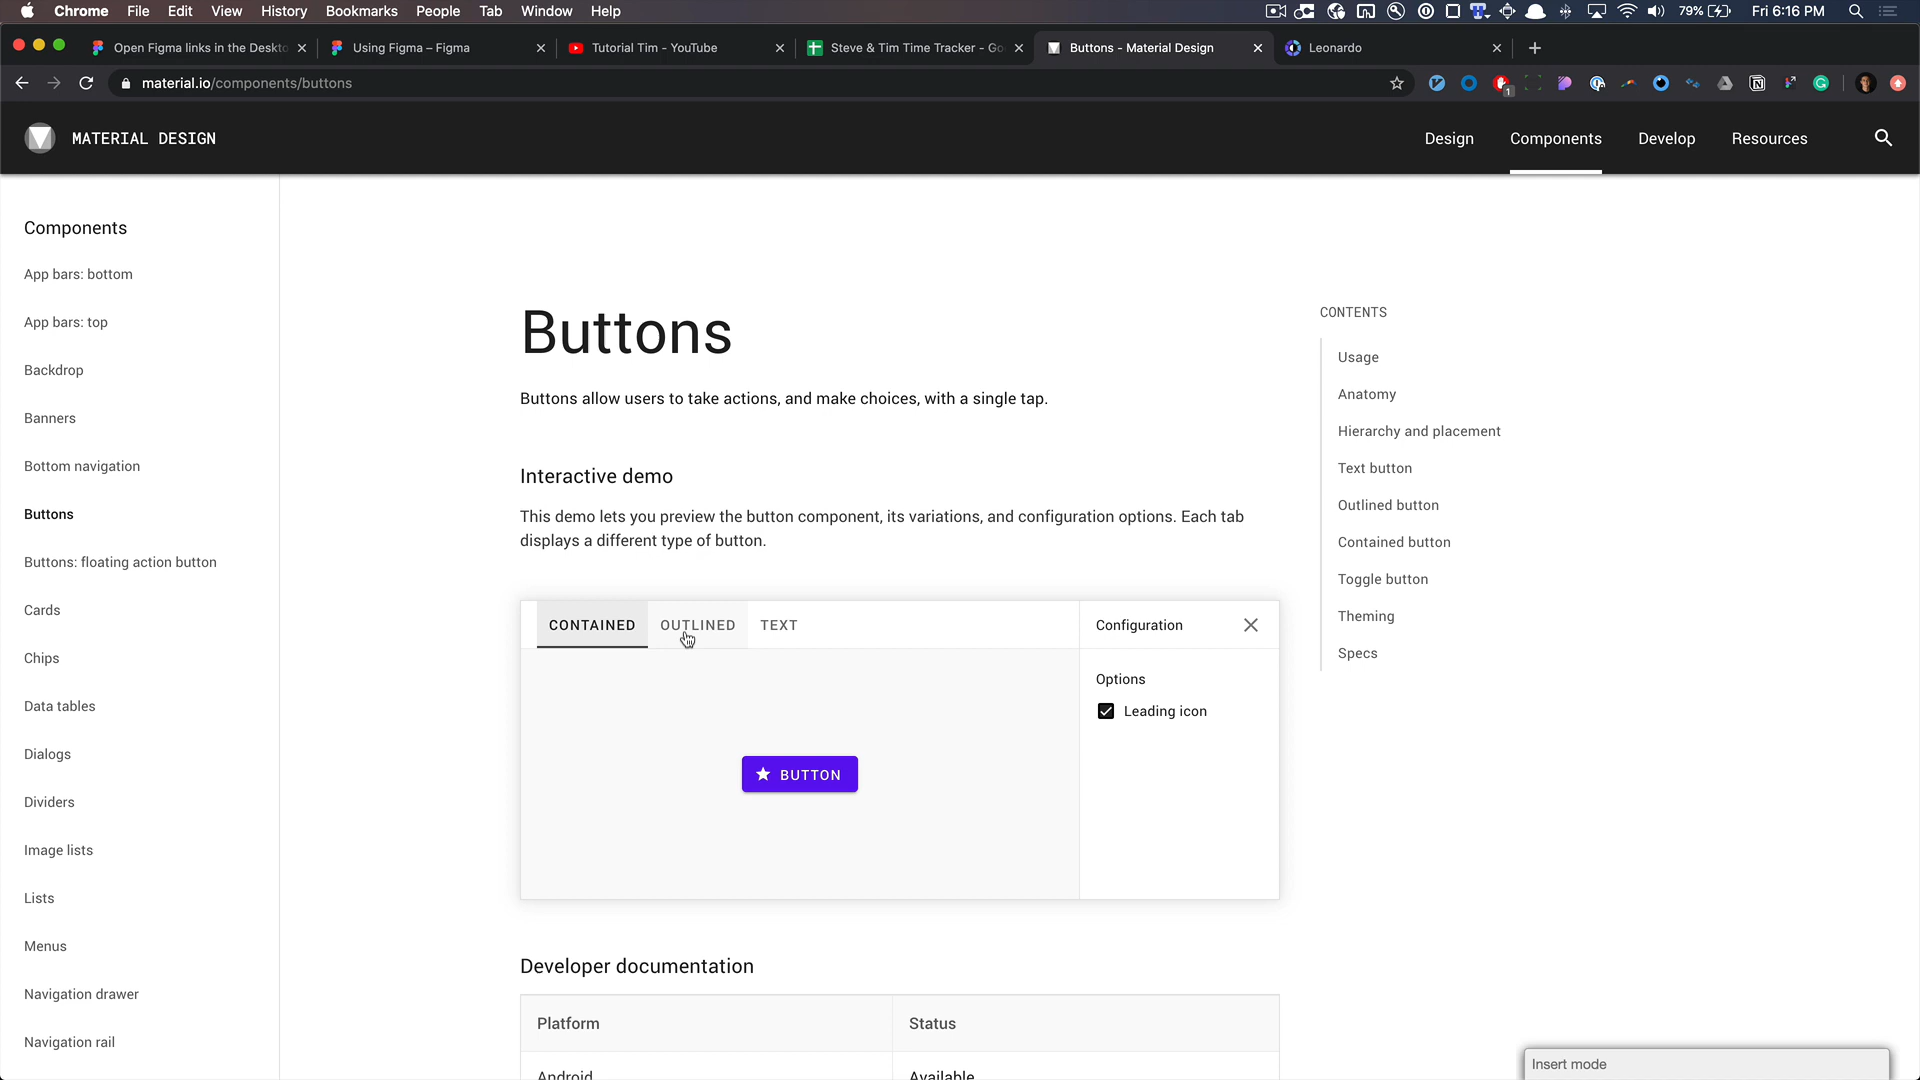 Chrome File Edit View History Bookmarks People Tab Window Help 79% Fri 6:16 PM
Open Figma links in the Deskto
Using Figma – Figma
Tutorial Tim - YouTube
Steve & Tim Time Tracker - Go
Buttons - Material Design
Leonardo
material.io/components/buttons
1
MATERIAL DESIGN
Design Components Develop Resources
Components
App bars: bottom
App bars: top
Backdrop
Banners
Bottom navigation
Buttons
Buttons: floating action button
Cards
Chips
Data tables
Dialogs
Dividers
Image lists
Lists
Menus
Navigation drawer
Navigation rail
Buttons
Buttons allow users to take actions, and make choices, with a single tap.
Interactive demo
This demo lets you preview the button component, its variations, and configuration options. Each tab
displays a different type of button.
CONTAINED OUTLINED TEXT
BUTTON
Configuration
Options
Leading icon
Developer documentation
Platform Status
Android Available
CONTENTS
Usage
Anatomy
Hierarchy and placement
Text button
Outlined button
Contained button
Toggle button
Theming
Specs
Insert mode